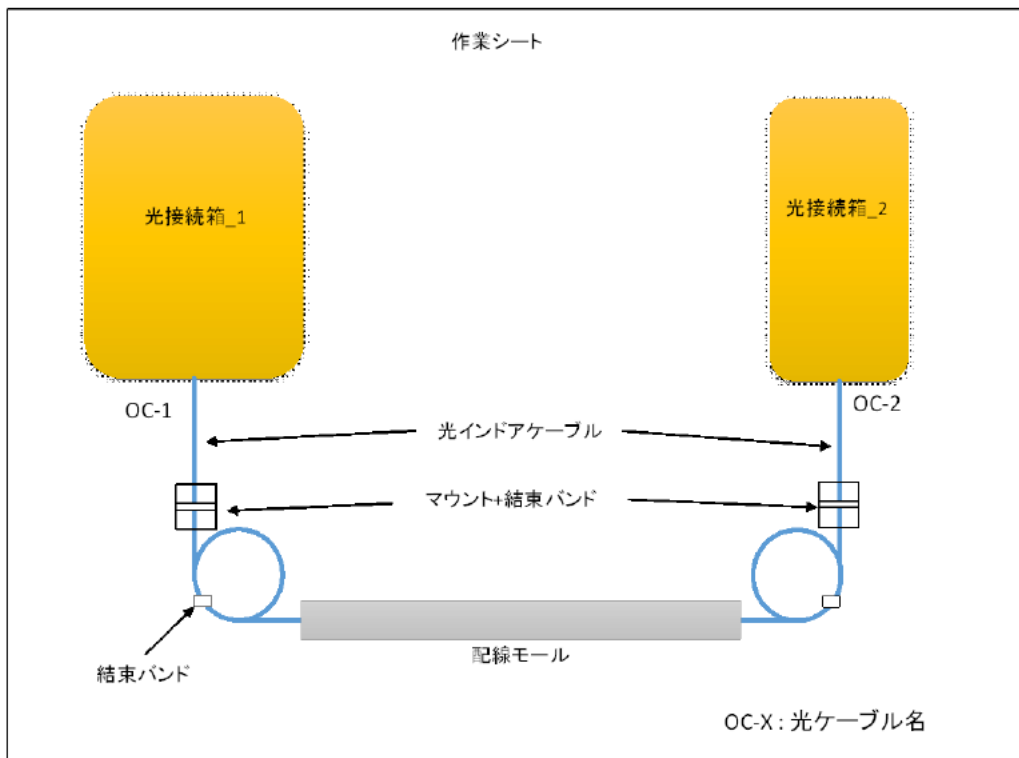 作業シート
光接続箱_1
光接続箱_2
OC-1
OC-2
光インドアケーブル
マウント+結束バンド
配線モール
結束バンド
OC-X : 光ケーブル名